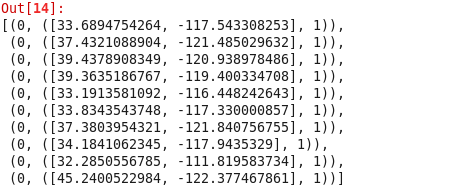 Out[14]:
[(0, ([33.6894754264, -117.543308253], 1)),
(0, ([37.4321088904, -121.485029632], 1)),
(0, ([39.4378908349, -120.938978486], 1)),
(0, ([39.3635186767, -119.400334708], 1)),
(0, ([33.1913581092, -116.448242643], 1)),
(0, ([33.8343543748, -117.330000857], 1)),
(0, ([37.3803954321, -121.840756755], 1)),
(0, ([34.1841062345, -117.9435329], 1)),
(0, ([32.2850556785, -111.819583734], 1)),
(0, ([45.2400522984, -122.377467861], 1))]